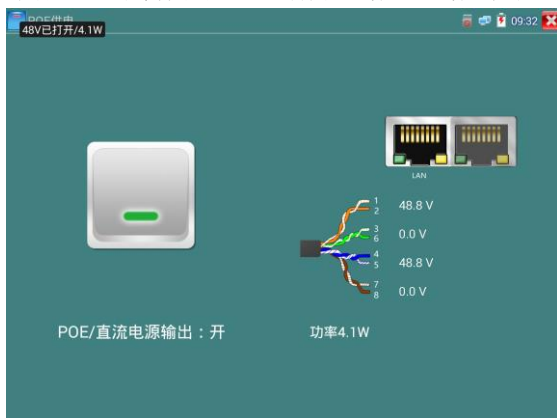 POE供电
48V已打开/4.1W
09:32
LAN
1
2
48.8 V
3
6
0.0 V
4
5
48.8 V
7
8
0.0 V
POE/直流电源输出：开
功率4.1W